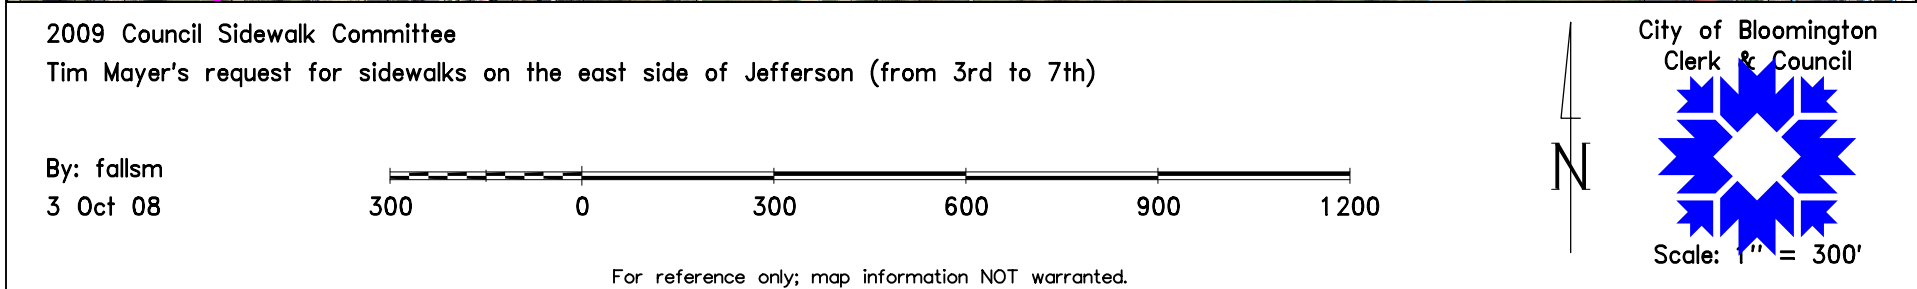 2009 Council Sidewalk Committee
Tim Mayer's request for sidewalks on the east side of Jefferson (from 3rd to 7th)
By: fallsm
3 Oct 08
300 0 300 600 900 1200
For reference only; map information NOT warranted.
N
City of Bloomington
Clerk & Council
Scale: 1'' = 300'